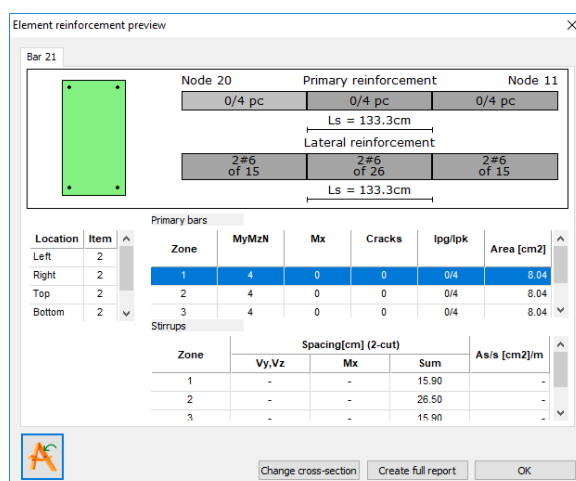 Element reinforcement preview
Bar 21
Node 20 Primary reinforcement Node 11
0/4 pc 0/4 pc 0/4 pc
Ls = 133.3cm
Lateral reinforcement
2#6 of 15 2#6 of 26 2#6 of 15
Ls = 133.3cm
Location Item
Left 2
Right 2
Top 2
Bottom 2
Primary bars
Zone MyMzN Mx Cracks lpg/lpk Area [cm2]
1 4 0 0 0/4 8.04
2 4 0 0 0/4 8.04
3 4 0 0 0/4 8.04
Stirrups
Zone Spacing[cm] (2-cut) As/s [cm2]/m
Vy,Vz Mx Sum
1 - - 15.90 -
2 - - 26.50 -
3 - - 15.90 -
Change cross-section Create full report OK